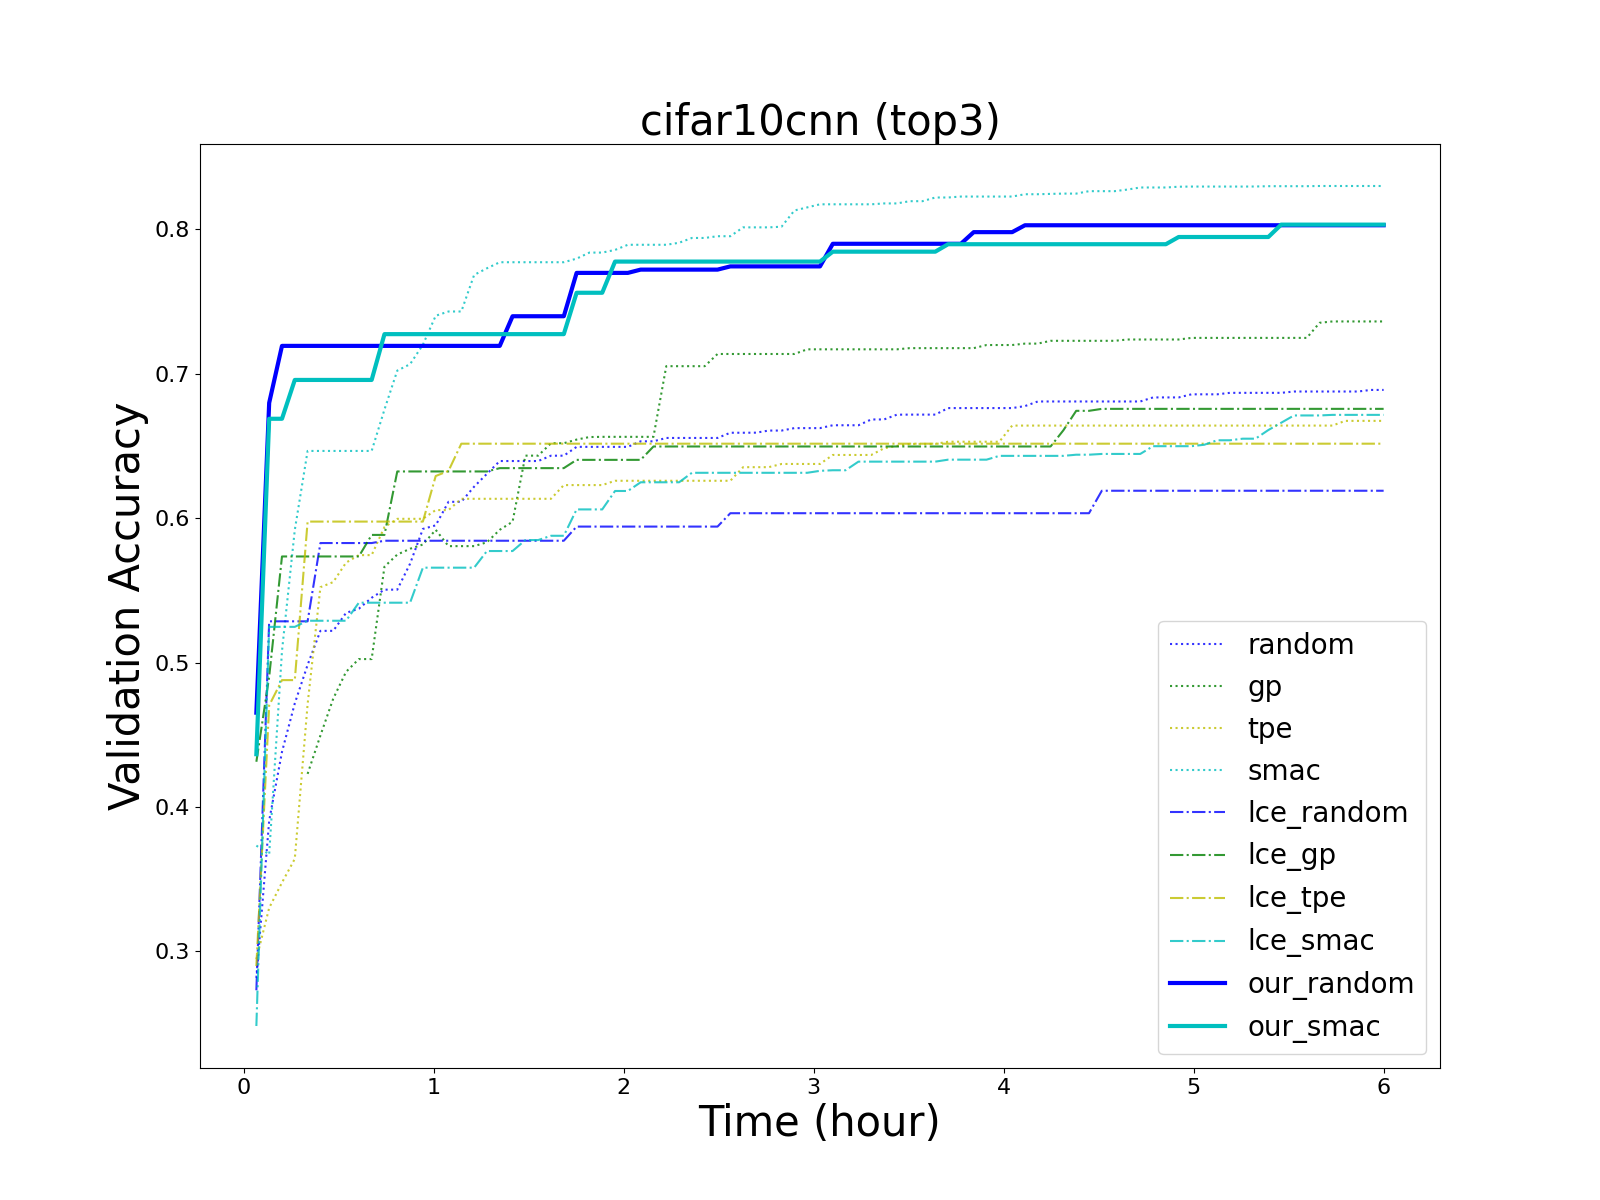 cifar10cnn (top3)
Validation Accuracy
0.8
0.7
0.6
0.5
0.4
0.3
0
1
2
3
4
5
6
Time (hour)
random
gp
tpe
smac
lce_random
lce_gp
lce_tpe
lce_smac
our_random
our_smac